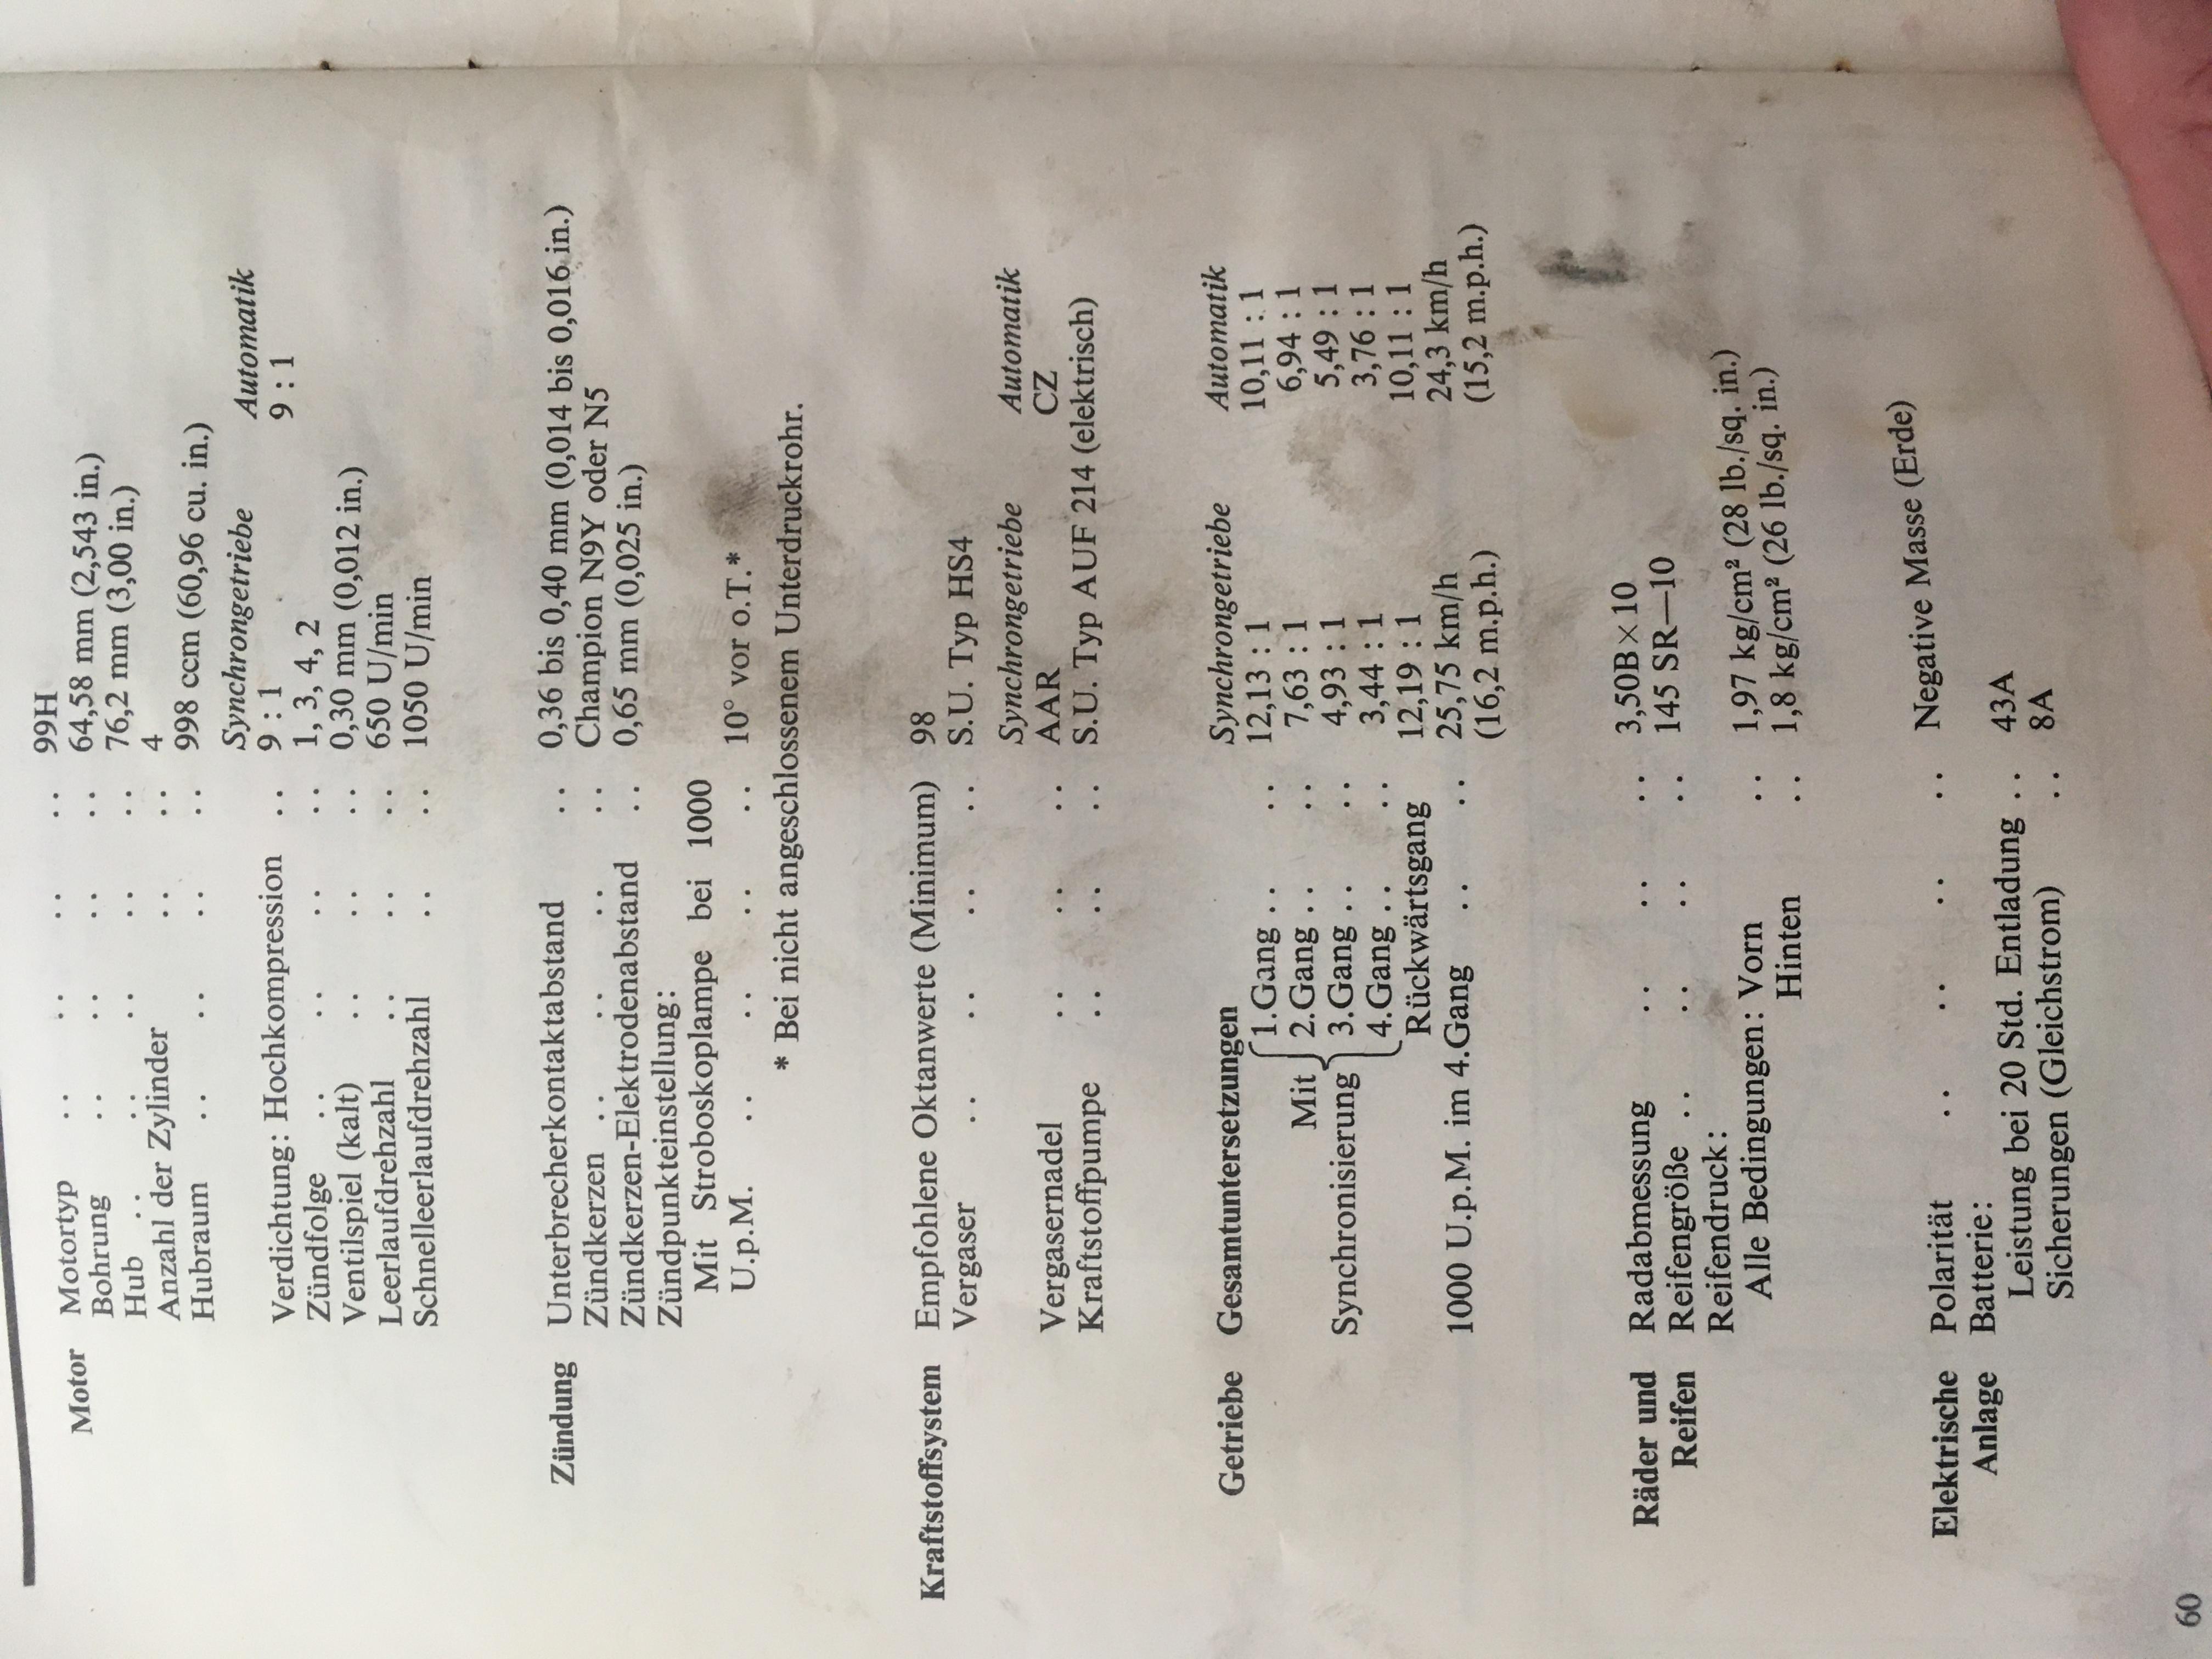 Motor Motortyp .. .. .. .. 99H
Bohrung .. .. .. .. 64,58 mm (2,543 in.)
Hub .. .. .. .. .. 76,2 mm (3,00 in.)
Anzahl der Zylinder .. .. 4
Hubraum .. .. .. .. 998 ccm (60,96 cu. in.)
Synchrongetriebe Automatik
Verdichtung: Hochkompression .. 9 : 1 9 : 1
Zündfolge .. .. .. .. 1, 3, 4, 2
Ventilspiel (kalt) .. .. .. 0,30 mm (0,012 in.)
Leerlaufdrehzahl .. .. .. 650 U/min
Schnelleerlaufdrehzahl .. .. 1050 U/min
Zündung Unterbrecherkontaktabstand .. 0,36 bis 0,40 mm (0,014 bis 0,016 in.)
Zündkerzen .. .. .. .. Champion N9Y oder N5
Zündkerzen-Elektrodenabstand .. 0,65 mm (0,025 in.)
Zündpunkteinstellung:
Mit Stroboskoplampe bei 1000
U.p.M. .. .. .. .. 10° vor o.T.*
* Bei nicht angeschlossenem Unterdruckrohr.
Kraftstoffsystem Empfohlene Oktanwerte (Minimum) 98
Vergaser .. .. .. .. S.U. Typ HS4
Synchrongetriebe Automatik
Vergasernadel .. .. .. AAR CZ
Kraftstoffpumpe .. .. .. S.U. Typ AUF 214 (elektrisch)
Getriebe Gesamtuntersetzungen Synchrongetriebe Automatik
1.Gang .. .. 12,13 : 1 10,11 : 1
Mit 2.Gang .. .. 7,63 : 1 6,94 : 1
Synchronisierung 3.Gang .. .. 4,93 : 1 5,49 : 1
4.Gang .. .. 3,44 : 1 3,76 : 1
Rückwärtsgang 12,19 : 1 10,11 : 1
1000 U.p.M. im 4.Gang .. .. 25,75 km/h 24,3 km/h
(16,2 m.p.h.) (15,2 m.p.h.)
Räder und Radabmessung .. .. .. 3,50B × 10
Reifen Reifengröße .. .. .. .. 145 SR—10
Reifendruck:
Alle Bedingungen: Vorn .. 1,97 kg/cm² (28 lb./sq. in.)
Hinten .. 1,8 kg/cm² (26 lb./sq. in.)
Elektrische Polarität .. .. .. .. Negative Masse (Erde)
Anlage Batterie:
Leistung bei 20 Std. Entladung .. 43A
Sicherungen (Gleichstrom) .. 8A
60